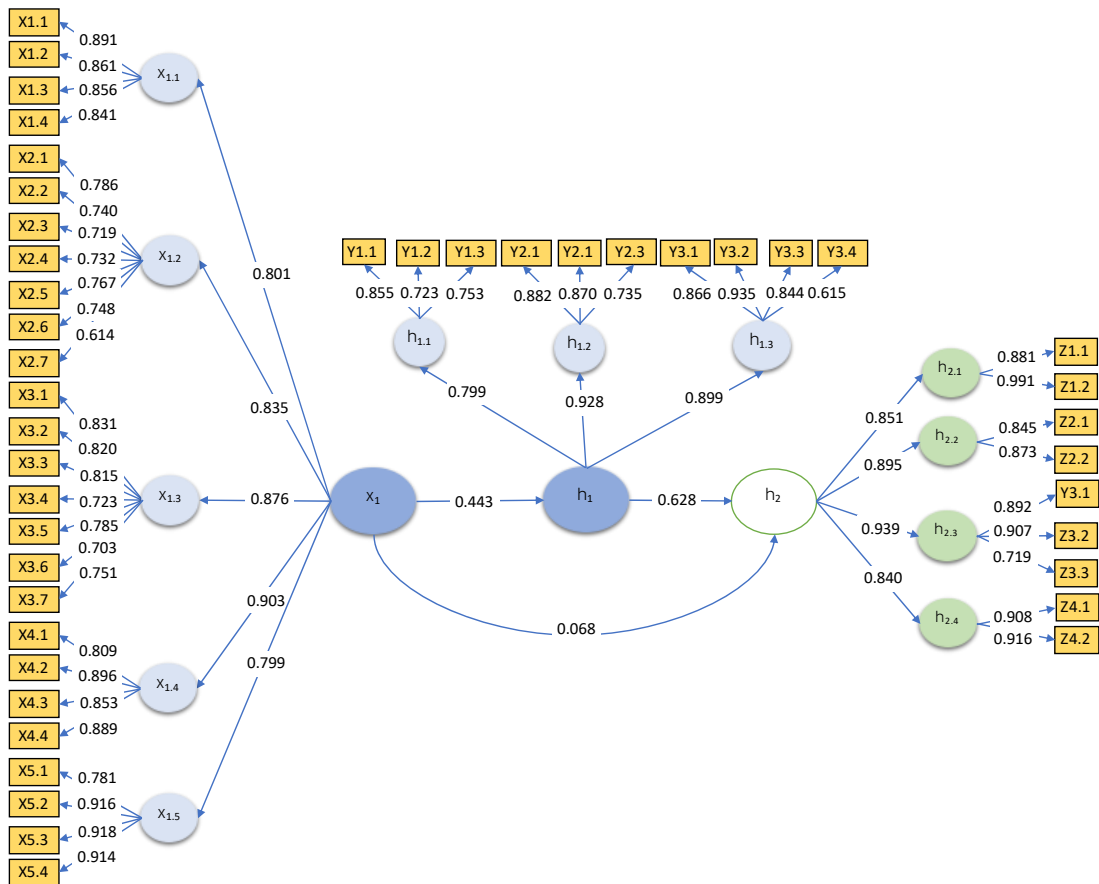 X1.1
0.891
X1.2
0.861
X1.3
0.856
X1.4
0.841
X1.1
X2.1
0.786
X2.2
0.740
X2.3
0.719
X2.4
0.732
X2.5
0.767
X2.6
0.748
0.614
X2.7
X1.2
X3.1
0.831
X3.2
0.820
X3.3
0.815
X3.4
0.723
X3.5
0.785
X3.6
0.703
X3.7
0.751
X1.3
X4.1
0.809
X4.2
0.896
X4.3
0.853
X4.4
0.889
X1.4
X5.1
0.781
X5.2
0.916
X5.3
0.918
X5.4
0.914
X1.5
0.801
0.835
0.876
0.903
0.799
X1
0.443
h1
0.628
h2
0.068
Y1.1 Y1.2 Y1.3 Y2.1 Y2.1 Y2.3 Y3.1 Y3.2 Y3.3 Y3.4
0.855 0.723 0.753 0.882 0.870 0.735 0.866 0.935 0.844 0.615
h1.1 h1.2 h1.3
0.799 0.928 0.899
0.851
0.895
0.939
0.840
h2.1
0.881 Z1.1
0.991 Z1.2
h2.2
0.845 Z2.1
0.873 Z2.2
h2.3
0.892 Y3.1
0.907 Z3.2
0.719 Z3.3
h2.4
0.908 Z4.1
0.916 Z4.2